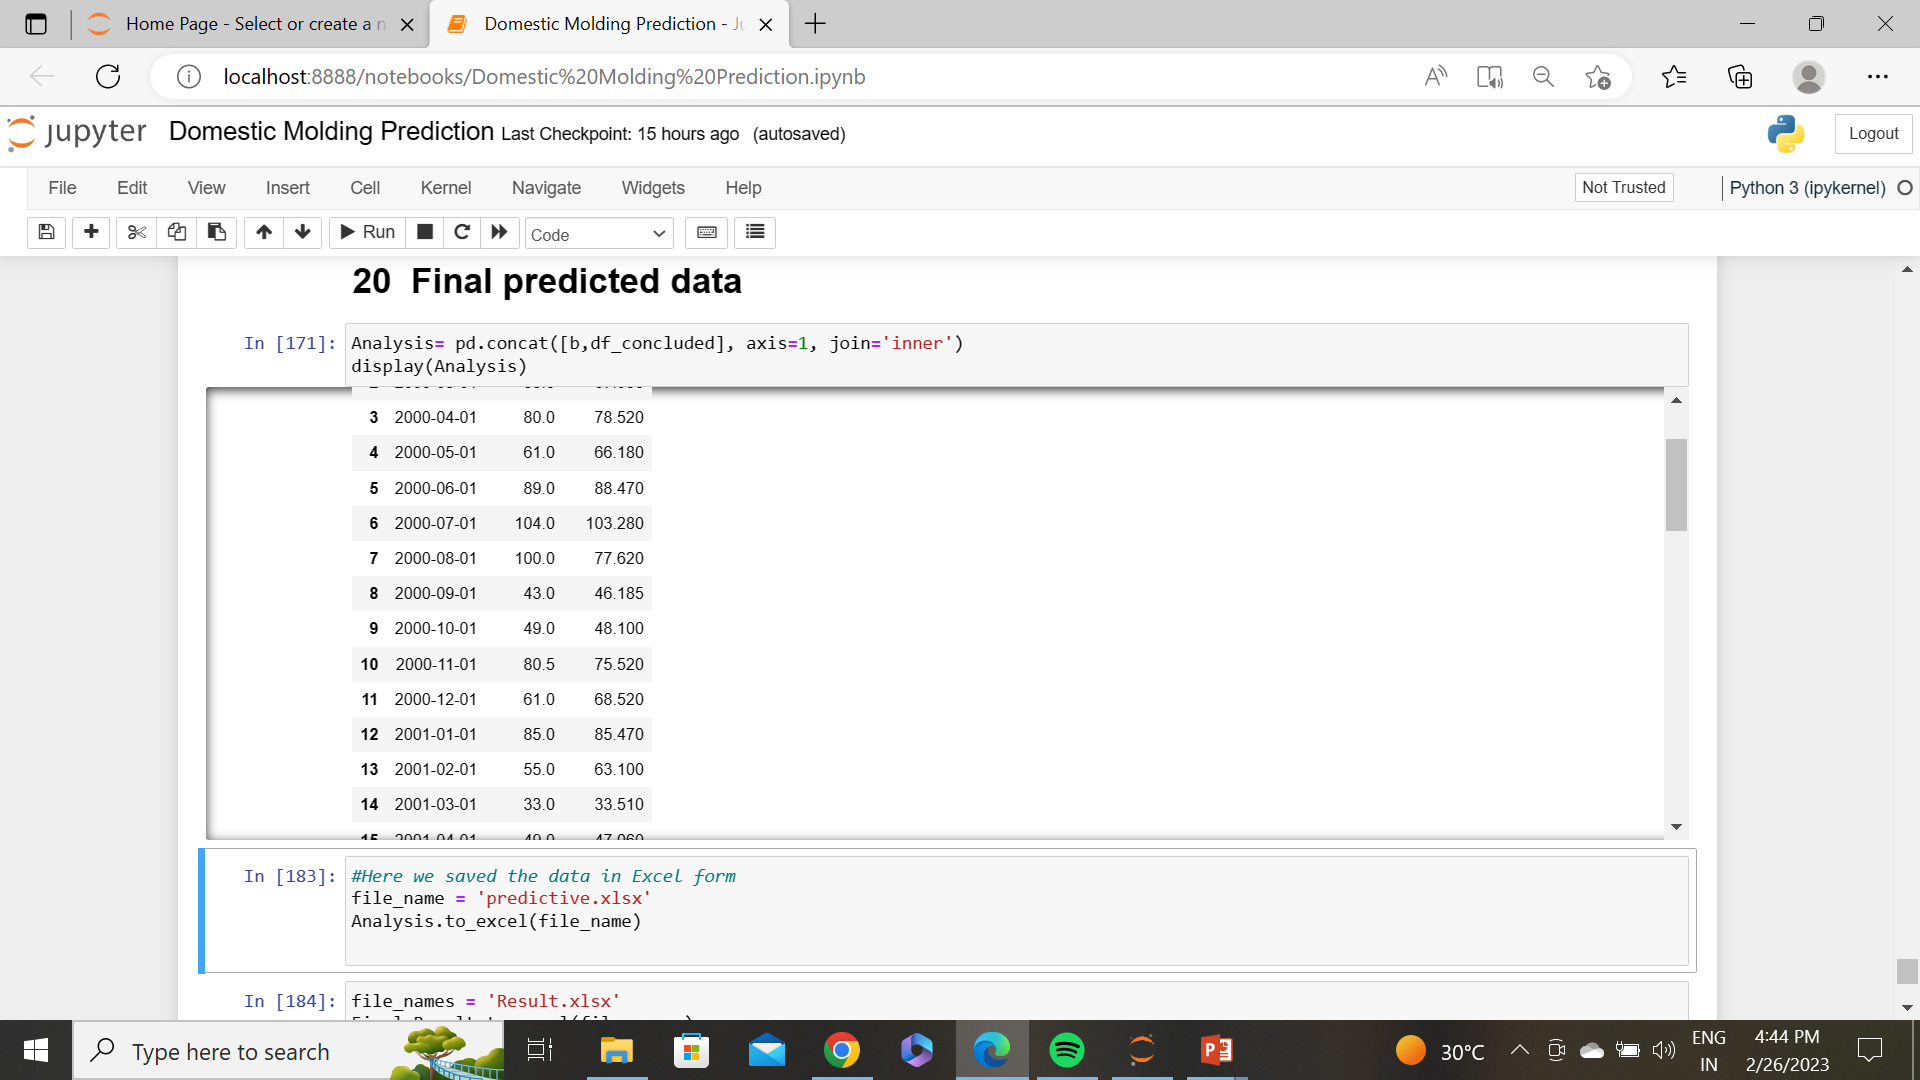 Home Page - Select or create a n
Domestic Molding Prediction - Ju
localhost:8888/notebooks/Domestic%20Molding%20Prediction.ipynb
jupyter Domestic Molding Prediction Last Checkpoint: 15 hours ago (autosaved)
Logout
File Edit View Insert Cell Kernel Navigate Widgets Help
Not Trusted
Python 3 (ipykernel)
Run
Code
20 Final predicted data
In [171]: Analysis= pd.concat([b,df_concluded], axis=1, join='inner')
display(Analysis)
3 2000-04-01 80.0 78.520
4 2000-05-01 61.0 66.180
5 2000-06-01 89.0 88.470
6 2000-07-01 104.0 103.280
7 2000-08-01 100.0 77.620
8 2000-09-01 43.0 46.185
9 2000-10-01 49.0 48.100
10 2000-11-01 80.5 75.520
11 2000-12-01 61.0 68.520
12 2001-01-01 85.0 85.470
13 2001-02-01 55.0 63.100
14 2001-03-01 33.0 33.510
15 2001-04-01 49.0 47.060
In [183]: #Here we saved the data in Excel form
file_name = 'predictive.xlsx'
Analysis.to_excel(file_name)
In [184]: file_names = 'Result.xlsx'
Type here to search
30°C
ENG
IN
4:44 PM
2/26/2023